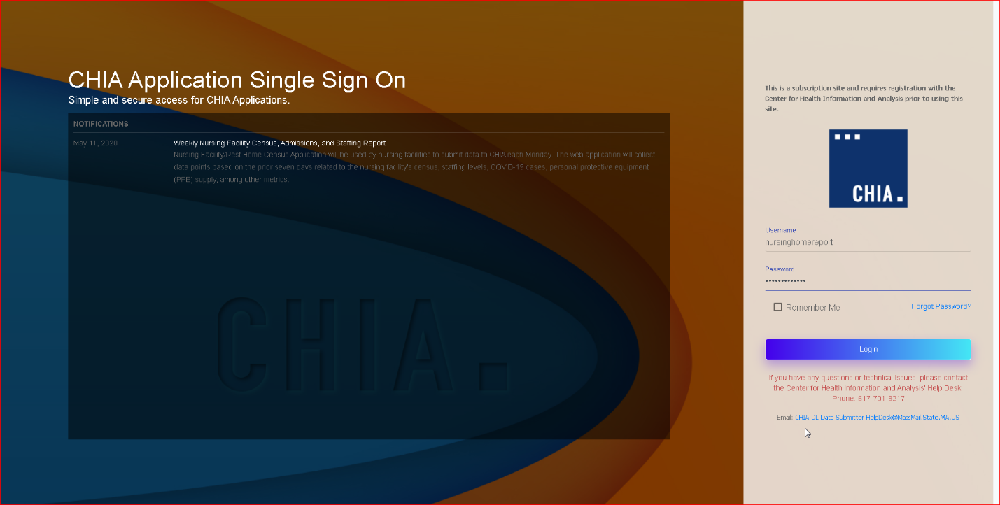 CHIA Application Single Sign On
Simple and secure access for CHIA Applications.
NOTIFICATIONS
May 11, 2020
Weekly Nursing Facility Census, Admissions, and Staffing Report
Nursing Facility/Rest Home Census Application will be used by nursing facilities to submit data to CHIA each Monday. The web application will collect
data points based on the prior seven days related to the nursing facility's census, staffing levels, COVID-19 cases, personal protective equipment
(PPE) supply, among other metrics.
CHIA.
This is a subscription site and requires registration with the
Center for Health Information and Analysis prior to using this
site.
CHIA.
Username
nursinghomereport
Password
•••••••••••••
Remember Me
Forgot Password?
Login
If you have any questions or technical issues, please contact
the Center for Health Information and Analysis' Help Desk:
Phone: 617-701-8217
Email: CHIA-DL-Data-Submitter-HelpDesk@MassMail.State.MA.US